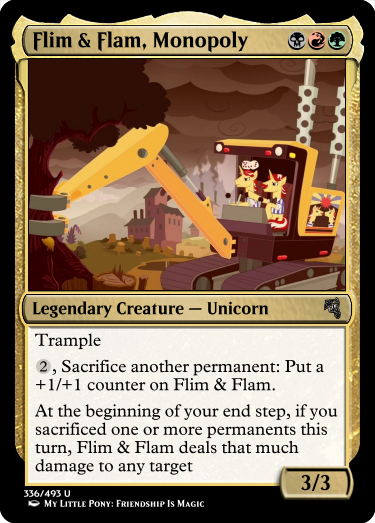 Flim & Flam, Monopoly
Legendary Creature — Unicorn
Trample
2, Sacrifice another permanent: Put a
+1/+1 counter on Flim & Flam.
At the beginning of your end step, if you
sacrificed one or more permanents this
turn, Flim & Flam deals that much
damage to any target
3/3
336/493 U
My Little Pony: Friendship Is Magic